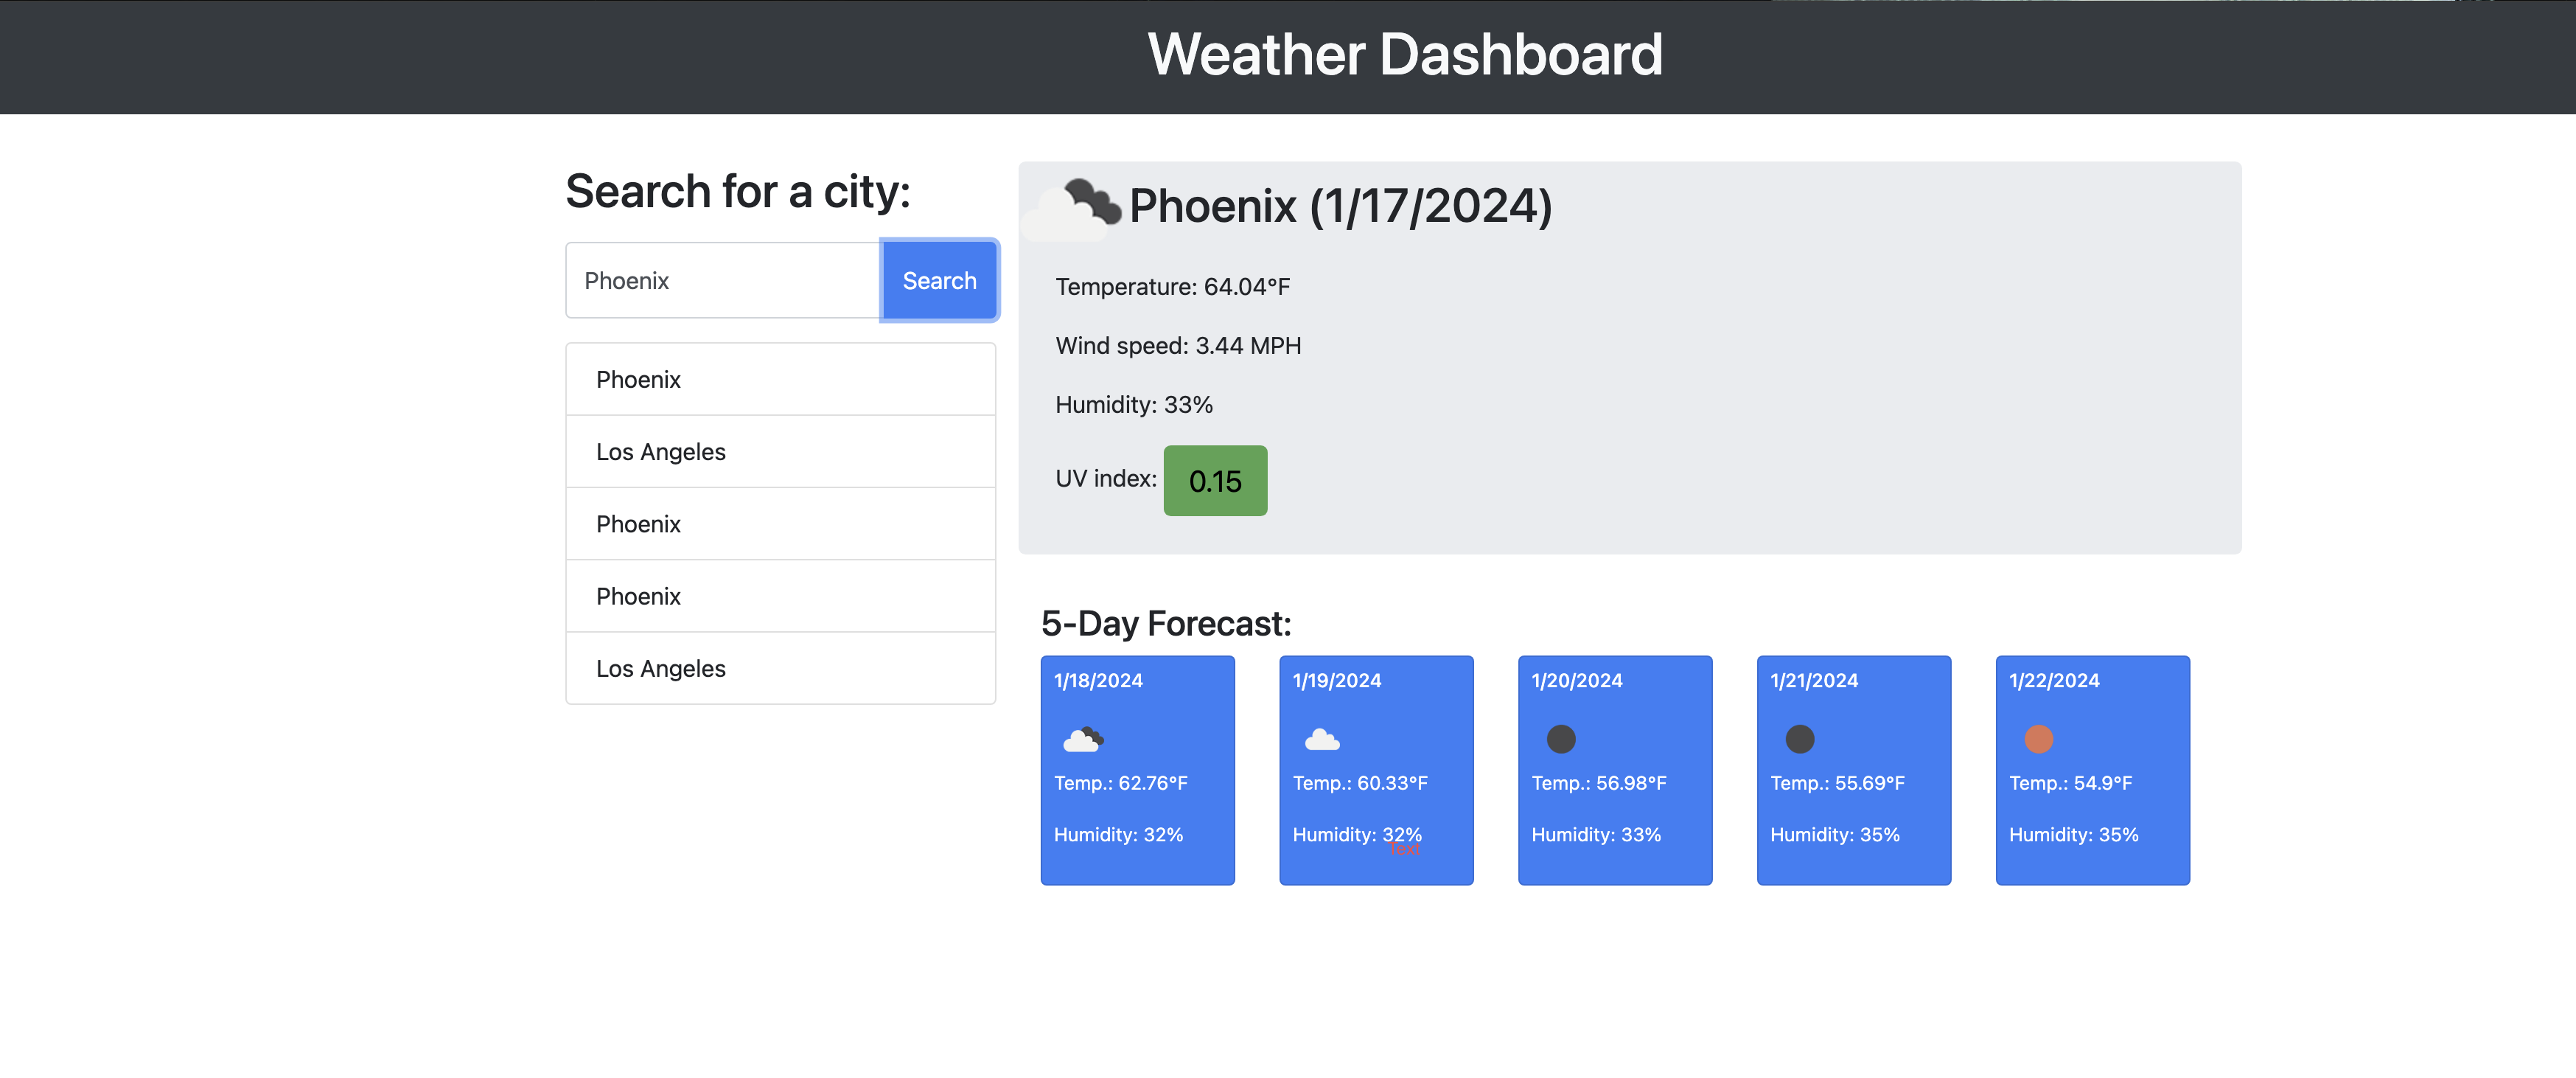 Weather Dashboard
Search for a city:
Phoenix
Search
Phoenix
Los Angeles
Phoenix
Phoenix
Los Angeles
Phoenix (1/17/2024)
Temperature: 64.04°F
Wind speed: 3.44 MPH
Humidity: 33%
UV index: 0.15
5-Day Forecast:
1/18/2024
Temp.: 62.76°F
Humidity: 32%
1/19/2024
Temp.: 60.33°F
Humidity: 32%
Text
1/20/2024
Temp.: 56.98°F
Humidity: 33%
1/21/2024
Temp.: 55.69°F
Humidity: 35%
1/22/2024
Temp.: 54.9°F
Humidity: 35%